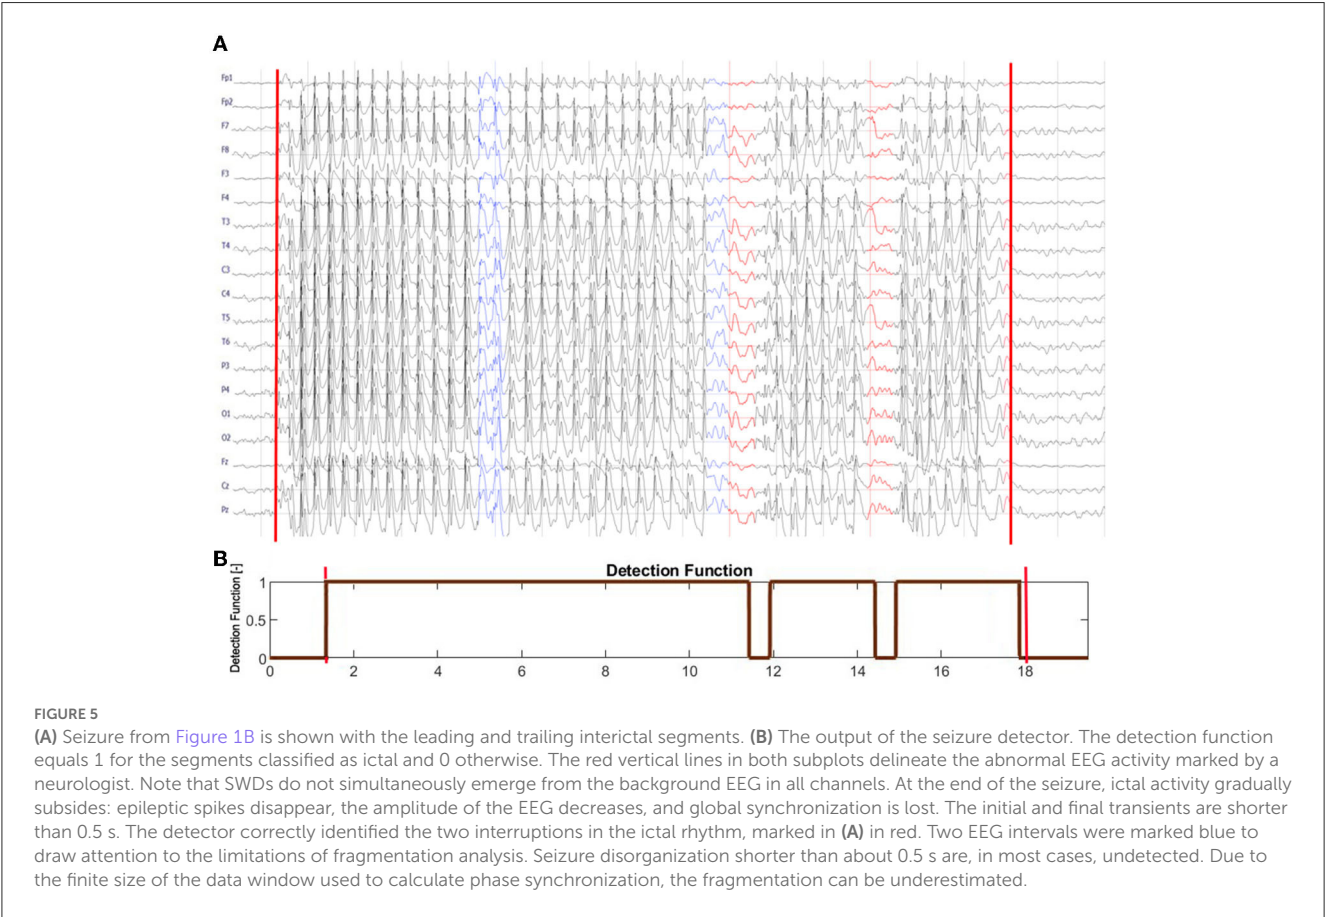 A
Fp1
Fp2
F7
F8
F3
F4
T3
T4
C3
C4
T5
T6
P3
P4
O1
O2
Fz
Cz
Pz
B
Detection Function
Detection Function [-]
1
0.5
0
0 2 4 6 8 10 12 14 16 18
FIGURE 5
(A) Seizure from Figure 1B is shown with the leading and trailing interictal segments. (B) The output of the seizure detector. The detection function
equals 1 for the segments classified as ictal and 0 otherwise. The red vertical lines in both subplots delineate the abnormal EEG activity marked by a
neurologist. Note that SWDs do not simultaneously emerge from the background EEG in all channels. At the end of the seizure, ictal activity gradually
subsides: epileptic spikes disappear, the amplitude of the EEG decreases, and global synchronization is lost. The initial and final transients are shorter
than 0.5 s. The detector correctly identified the two interruptions in the ictal rhythm, marked in (A) in red. Two EEG intervals were marked blue to
draw attention to the limitations of fragmentation analysis. Seizure disorganization shorter than about 0.5 s are, in most cases, undetected. Due to
the finite size of the data window used to calculate phase synchronization, the fragmentation can be underestimated.